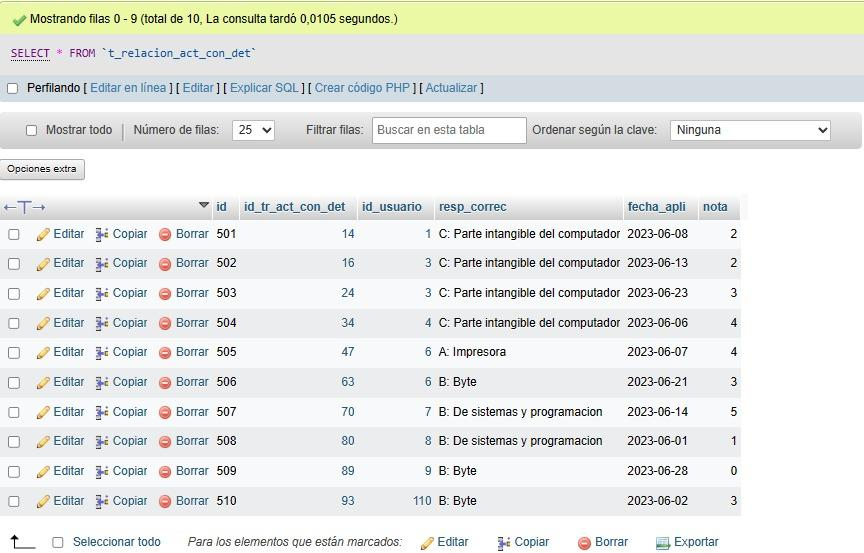 Mostrando filas 0 - 9 (total de 10, La consulta tardó 0,0105 segundos.)
SELECT * FROM `t_relacion_act_con_det`
Perfilando [ Editar en línea ] [ Editar ] [ Explicar SQL ] [ Crear código PHP ] [ Actualizar ]
Mostrar todo | Número de filas: 25 Filtrar filas: Buscar en esta tabla Ordenar según la clave: Ninguna
Opciones extra
←T→ id id_tr_act_con_det id_usuario resp_correc fecha_apli nota
Editar Copiar Borrar 501 14 1 C: Parte intangible del computador 2023-06-08 2
Editar Copiar Borrar 502 16 3 C: Parte intangible del computador 2023-06-13 2
Editar Copiar Borrar 503 24 3 C: Parte intangible del computador 2023-06-23 3
Editar Copiar Borrar 504 34 4 C: Parte intangible del computador 2023-06-06 4
Editar Copiar Borrar 505 47 6 A: Impresora 2023-06-07 4
Editar Copiar Borrar 506 63 6 B: Byte 2023-06-21 3
Editar Copiar Borrar 507 70 7 B: De sistemas y programacion 2023-06-14 5
Editar Copiar Borrar 508 80 8 B: De sistemas y programacion 2023-06-01 1
Editar Copiar Borrar 509 89 9 B: Byte 2023-06-28 0
Editar Copiar Borrar 510 93 110 B: Byte 2023-06-02 3
Seleccionar todo Para los elementos que están marcados: Editar Copiar Borrar Exportar